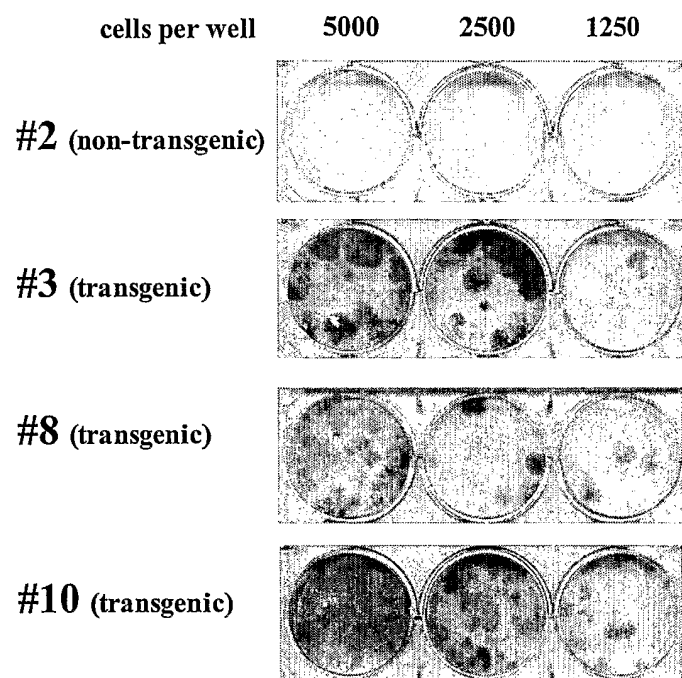 cells per well 5000 2500 1250
#2 (non-transgenic)
#3 (transgenic)
#8 (transgenic)
#10 (transgenic)